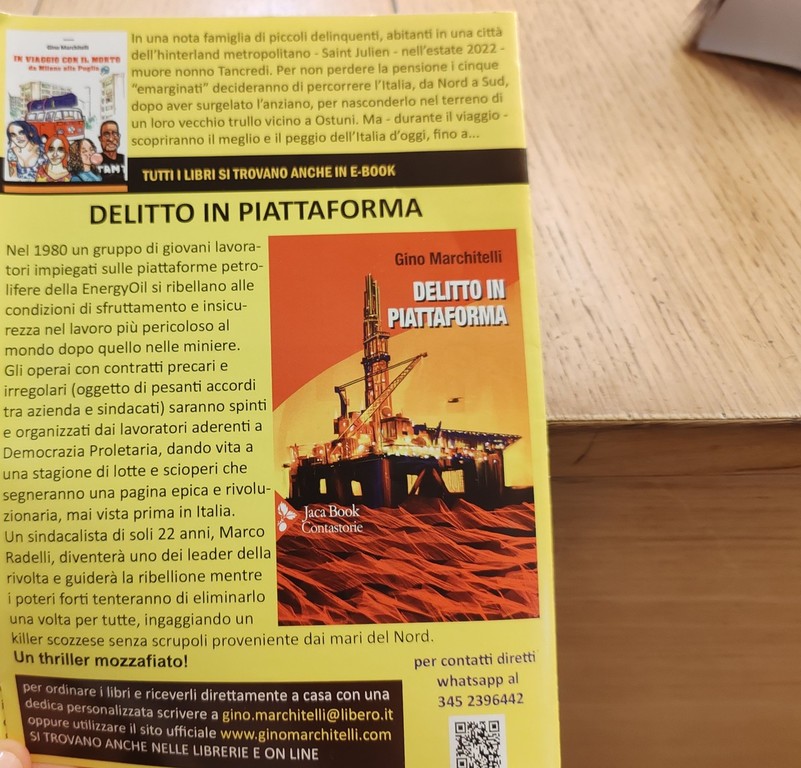 Gino Marchitelli
IN VIAGGIO CON IL MORTO
da Milano alla Puglia
In una nota famiglia di piccoli delinquenti, abitanti in una città
dell'hinterland metropolitano - Saint Julien - nell'estate 2022 -
muore nonno Tancredi. Per non perdere la pensione i cinque
“emarginati” decideranno di percorrere l'Italia, da Nord a Sud,
dopo aver surgelato l'anziano, per nasconderlo nel terreno di
un loro vecchio trullo vicino a Ostuni. Ma - durante il viaggio -
scopriranno il meglio e il peggio dell'Italia d'oggi, fino a...
TUTTI I LIBRI SI TROVANO ANCHE IN E-BOOK
DELITTO IN PIATTAFORMA
Nel 1980 un gruppo di giovani lavora-
tori impiegati sulle piattaforme petro-
lifere della EnergyOil si ribellano alle
condizioni di sfruttamento e insicu-
rezza nel lavoro più pericoloso al
mondo dopo quello nelle miniere.
Gli operai con contratti precari e
irregolari (oggetto di pesanti accordi
tra azienda e sindacati) saranno spinti
e organizzati dai lavoratori aderenti a
Democrazia Proletaria, dando vita a
una stagione di lotte e scioperi che
segneranno una pagina epica e rivolu-
zionaria, mai vista prima in Italia.
Un sindacalista di soli 22 anni, Marco
Radelli, diventerà uno dei leader della
rivolta e guiderà la ribellione mentre
i poteri forti tenteranno di eliminarlo
una volta per tutte, ingaggiando un
killer scozzese senza scrupoli proveniente dai mari del Nord.
Un thriller mozzafiato!
Gino Marchitelli
DELITTO IN
PIATTAFORMA
Jaca Book
Contastorie
per contatti diretti
whatsapp al
345 2396442
per ordinare i libri e riceverli direttamente a casa con una
dedica personalizzata scrivere a gino.marchitelli@libero.it
oppure utilizzare il sito ufficiale www.ginomarchitelli.com
SI TROVANO ANCHE NELLE LIBRERIE E ON LINE